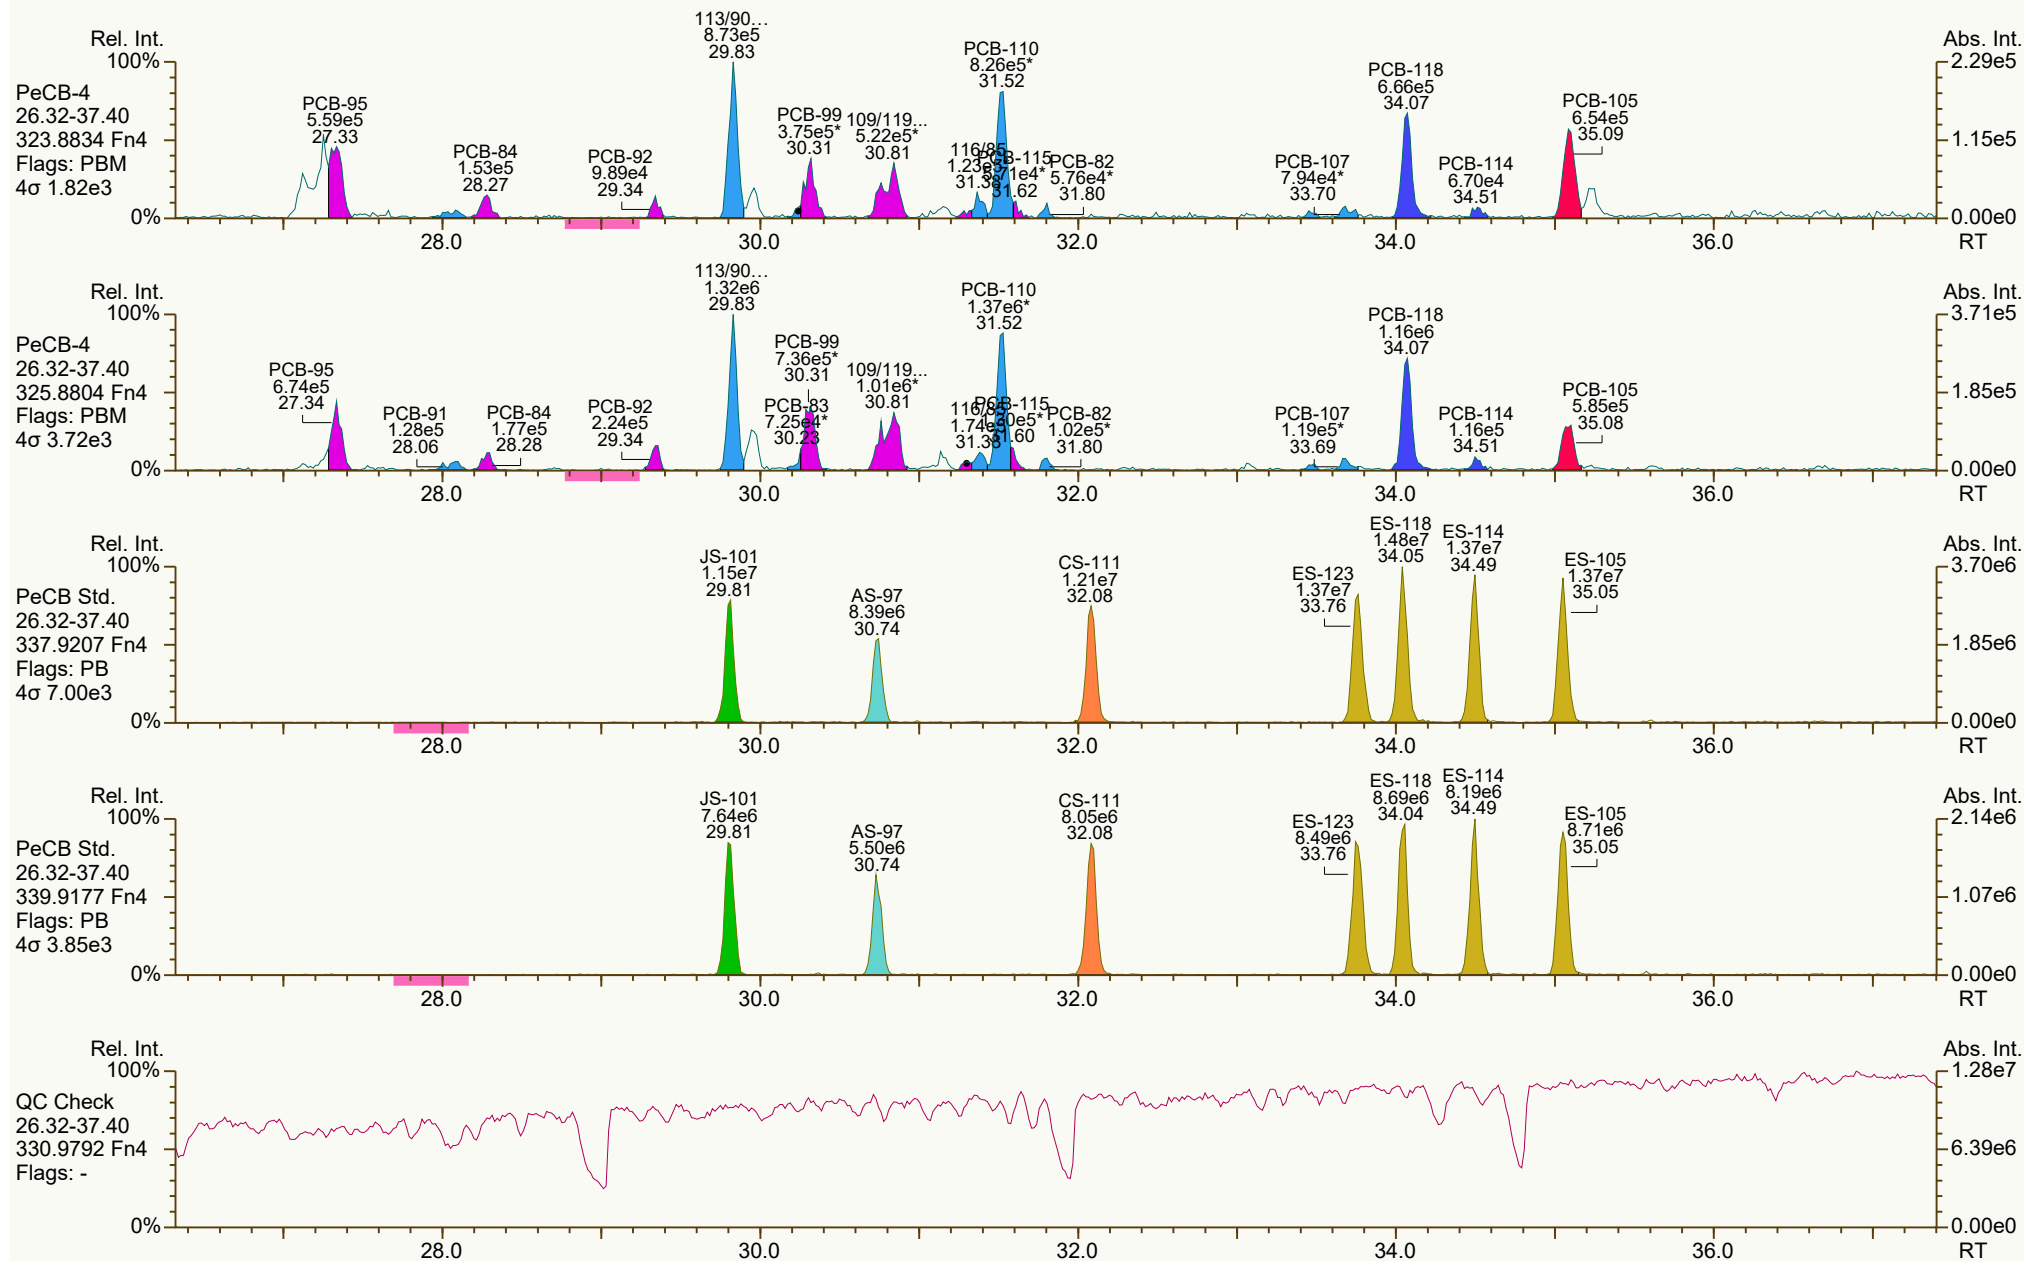 Rel. Int.
100%
0%
PeCB-4
26.32-37.40
323.8834 Fn4
Flags: PBM
4σ 1.82e3
PCB-95
5.59e5
27.33
PCB-84
1.53e5
28.27
PCB-92
9.89e4
29.34
113/90...
8.73e5
29.83
PCB-99
3.75e5*
30.31
109/119...
5.22e5*
30.81
116/85
31.38
PCB-110
8.26e5*
31.52
PCB-115
31.62
PCB-82
5.76e4*
31.80
PCB-107
7.94e4*
33.70
PCB-118
6.66e5
34.07
PCB-114
6.70e4
34.51
PCB-105
6.54e5
35.09
Abs. Int.
2.29e5
1.15e5
0.00e0
28.0 30.0 32.0 34.0 36.0 RT
Rel. Int.
100%
0%
PeCB-4
26.32-37.40
325.8804 Fn4
Flags: PBM
4σ 3.72e3
PCB-95
6.74e5
27.34
PCB-91
1.28e5
28.06
PCB-84
1.77e5
28.28
PCB-92
2.24e5
29.34
113/90...
1.32e6
29.83
PCB-99
7.36e5*
30.31
PCB-83
7.25e4*
30.23
109/119...
1.01e6*
30.81
116/85
PCB-110
1.37e6*
31.52
PCB-115
31.60
PCB-82
1.02e5*
31.80
PCB-107
1.19e5*
33.69
PCB-118
1.16e6
34.07
PCB-114
1.16e5
34.51
PCB-105
5.85e5
35.08
Abs. Int.
3.71e5
1.85e5
0.00e0
28.0 30.0 32.0 34.0 36.0 RT
Rel. Int.
100%
0%
PeCB Std.
26.32-37.40
337.9207 Fn4
Flags: PB
4σ 7.00e3
JS-101
1.15e7
29.81
AS-97
8.39e6
30.74
CS-111
1.21e7
32.08
ES-123
1.37e7
33.76
ES-118
1.48e7
34.05
ES-114
1.37e7
34.49
ES-105
1.37e7
35.05
Abs. Int.
3.70e6
1.85e6
0.00e0
28.0 30.0 32.0 34.0 36.0 RT
Rel. Int.
100%
0%
PeCB Std.
26.32-37.40
339.9177 Fn4
Flags: PB
4σ 3.85e3
JS-101
7.64e6
29.81
AS-97
5.50e6
30.74
CS-111
8.05e6
32.08
ES-123
8.49e6
33.76
ES-118
8.69e6
34.04
ES-114
8.19e6
34.49
ES-105
8.71e6
35.05
Abs. Int.
2.14e6
1.07e6
0.00e0
28.0 30.0 32.0 34.0 36.0 RT
Rel. Int.
100%
0%
QC Check
26.32-37.40
330.9792 Fn4
Flags: -
Abs. Int.
1.28e7
6.39e6
0.00e0
28.0 30.0 32.0 34.0 36.0 RT